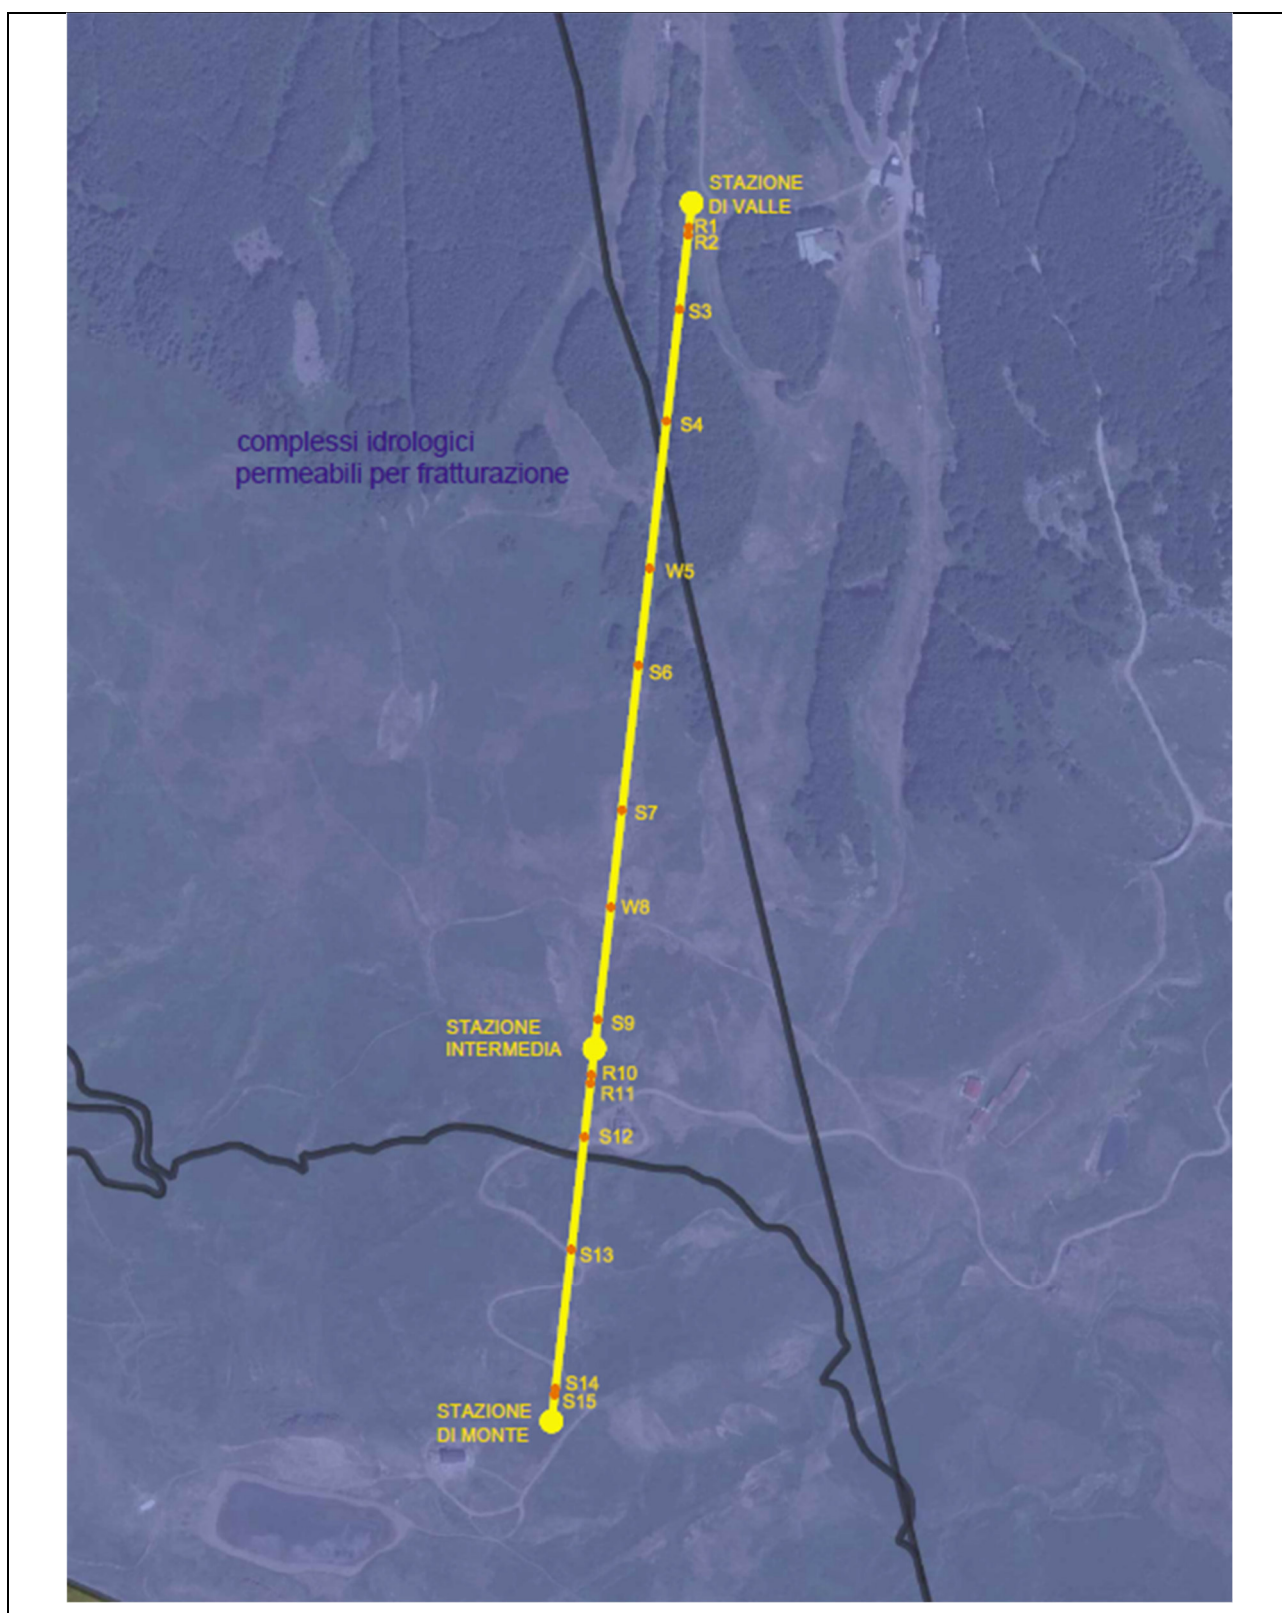 STAZIONE
DI VALLE
R1
R2
S3
S4
complessi idrologici
permeabili per fratturazione
W5
S6
S7
W8
S9
STAZIONE
INTERMEDIA
R10
R11
S12
S13
S14
S15
STAZIONE
DI MONTE